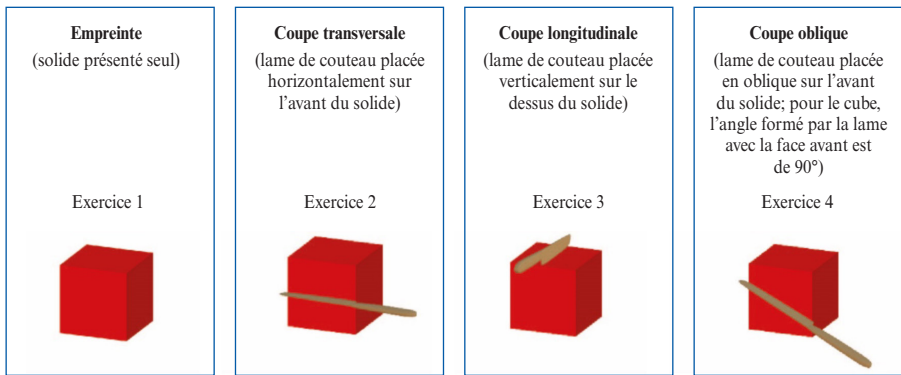 Empreinte
(solide présenté seul)
Exercice 1
Coupe transversale
(lame de couteau placée
horizontalement sur
l'avant du solide)
Exercice 2
Coupe longitudinale
(lame de couteau placée
verticalement sur le
dessus du solide)
Exercice 3
Coupe oblique
(lame de couteau placée
en oblique sur l'avant
du solide; pour le cube,
l'angle formé par la lame
avec la face avant est
de 90°)
Exercice 4